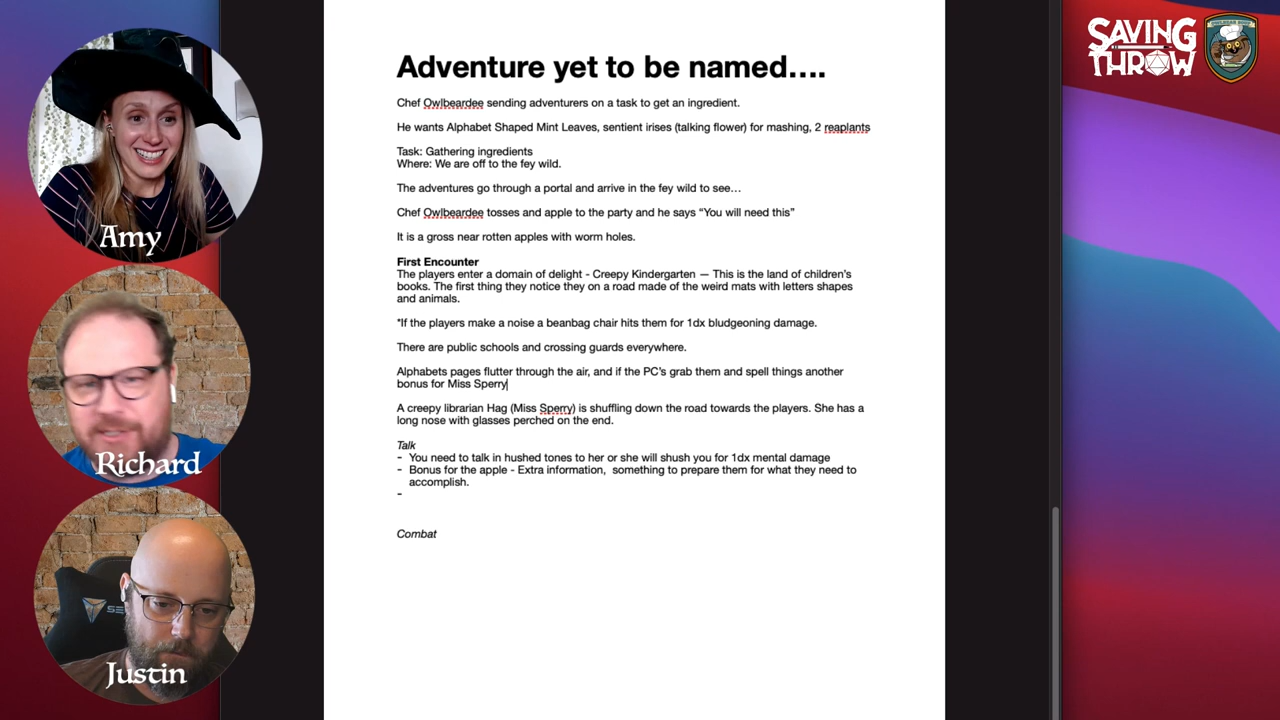 Adventure yet to be named....
Chef Owlbeardee sending adventurers on a task to get an ingredient.
He wants Alphabet Shaped Mint Leaves, sentient irises (talking flower) for mashing, 2 reaplants
Task: Gathering ingredients
Where: We are off to the fey wild.
The adventures go through a portal and arrive in the fey wild to see…
Chef Owlbeardee tosses and apple to the party and he says “You will need this”
It is a gross near rotten apples with worm holes.
First Encounter
The players enter a domain of delight - Creepy Kindergarten — This is the land of children’s
books. The first thing they notice they on a road made of the weird mats with letters shapes
and animals.
*If the players make a noise a beanbag chair hits them for 1dx bludgeoning damage.
There are public schools and crossing guards everywhere.
Alphabets pages flutter through the air, and if the PC’s grab them and spell things another
bonus for Miss Sperry
A creepy librarian Hag (Miss Sperry) is shuffling down the road towards the players. She has a
long nose with glasses perched on the end.
Talk
- You need to talk in hushed tones to her or she will shush you for 1dx mental damage
- Bonus for the apple - Extra information, something to prepare them for what they need to
accomplish.
-
Combat
Amy
Richard
Justin
SAVING
THROW